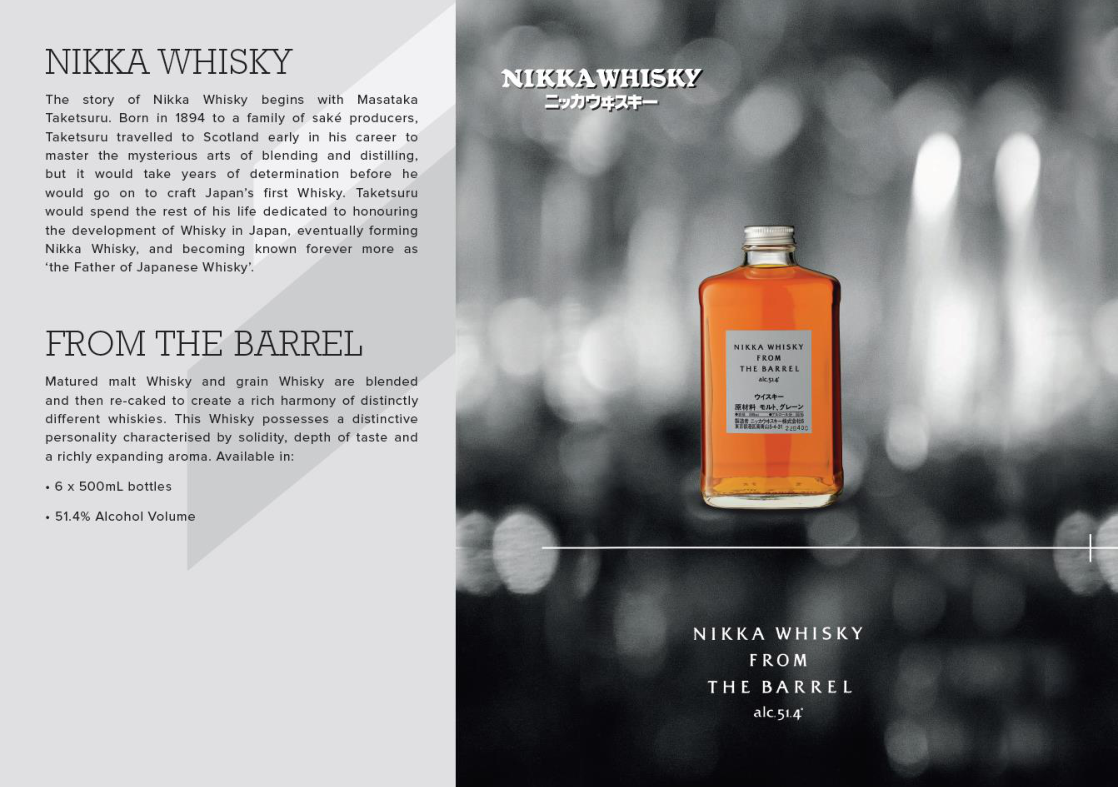 NIKKA WHISKY
The story of Nikka Whisky begins with Masataka
Taketsuru. Born in 1894 to a family of saké producers,
Taketsuru travelled to Scotland early in his career to
master the mysterious arts of blending and distilling,
but it would take years of determination before he
would go on to craft Japan's first Whisky. Taketsuru
would spend the rest of his life dedicated to honouring
the development of Whisky in Japan, eventually forming
Nikka Whisky, and becoming known forever more as
‘the Father of Japanese Whisky’.
FROM THE BARREL
Matured malt Whisky and grain Whisky are blended
and then re-caked to create a rich harmony of distinctly
different whiskies. This Whisky possesses a distinctive
personality characterised by solidity, depth of taste and
a richly expanding aroma. Available in:
• 6 x 500mL bottles
• 51.4% Alcohol Volume
NIKKA WHISKY
ニッカウヰスキー
NIKKA WHISKY
FROM
THE BARREL
alc.51.4°
ウイスキー
原材料 モルト、グレーン
NIKKA WHISKY
FROM
THE BARREL
alc.51.4°